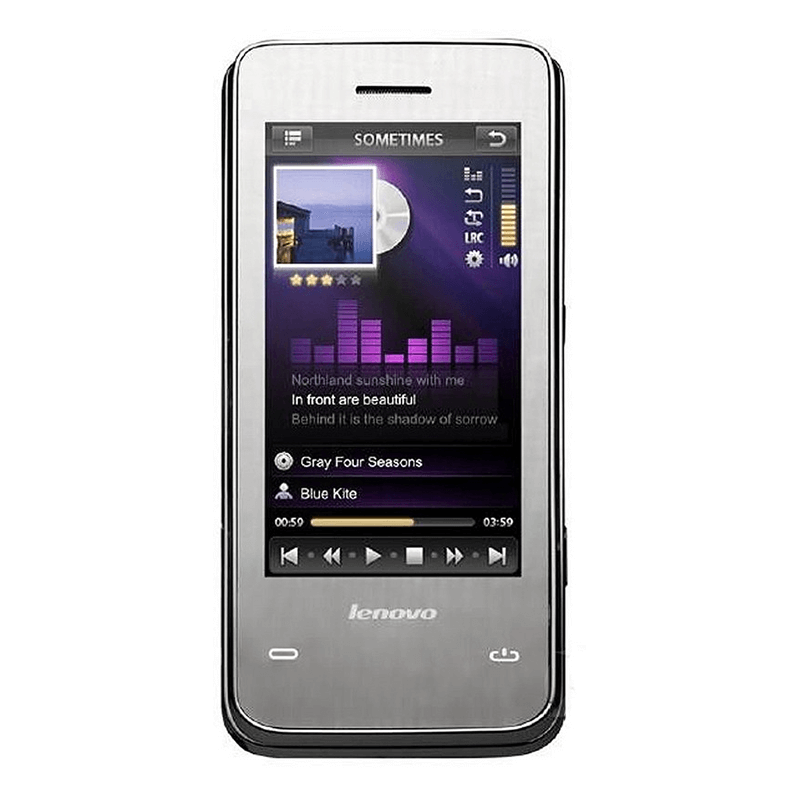 SOMETIMES
LRC
Northland sunshine with me
In front are beautiful
Behind it is the shadow of sorrow
Gray Four Seasons
Blue Kite
00:59
03:59
lenovo